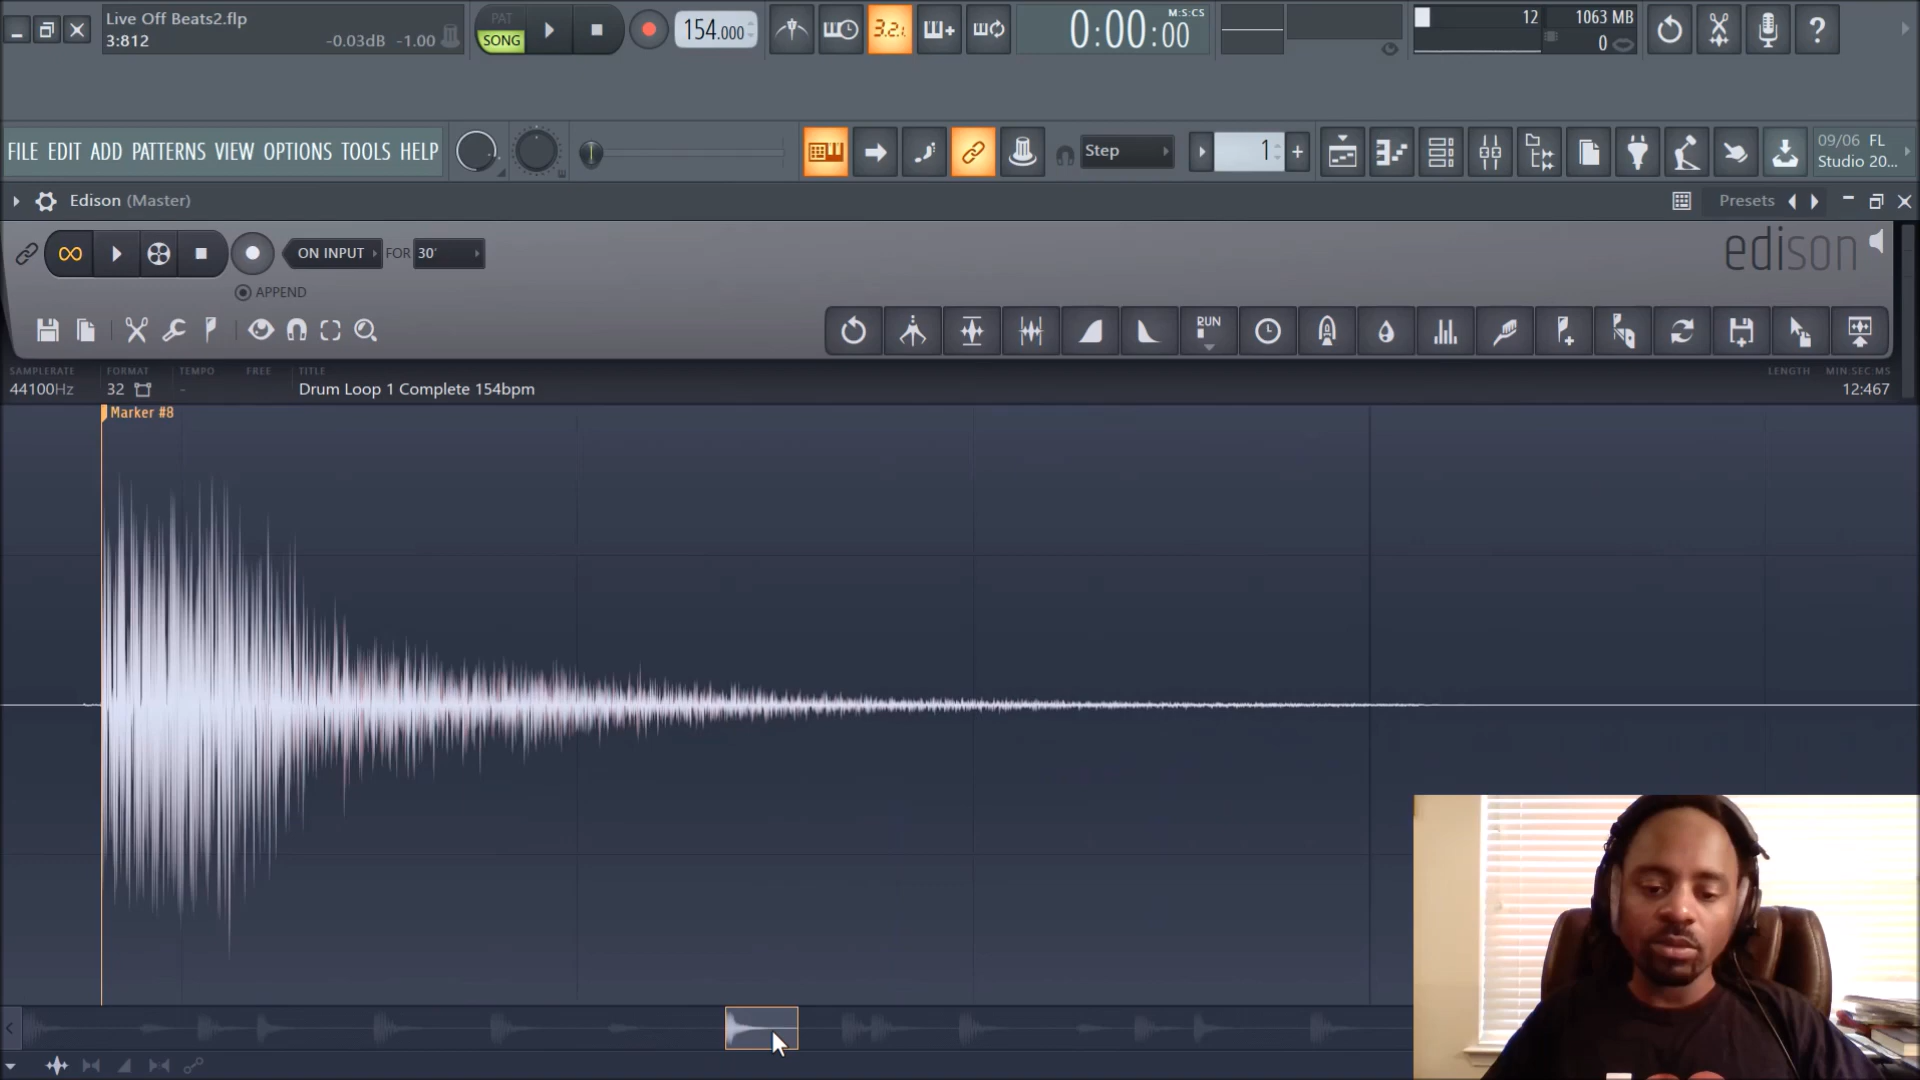 Live Off Beats2.flp
3:812
-0.03dB -1.00
PAT
SONG
154.000
3.2.1
0:00:00
M:S:CS
12
1063 MB
0
?
FILE EDIT ADD PATTERNS VIEW OPTIONS TOOLS HELP
Step
1
+
09/06 FL
Studio 20...
Edison (Master)
Presets
ON INPUT
FOR
30'
APPEND
edison
RUN
SAMPLERATE
44100Hz
FORMAT
32
TEMPO
-
FREE
TITLE
Drum Loop 1 Complete 154bpm
LENGTH
MIN:SEC:MS
12:467
Marker #8